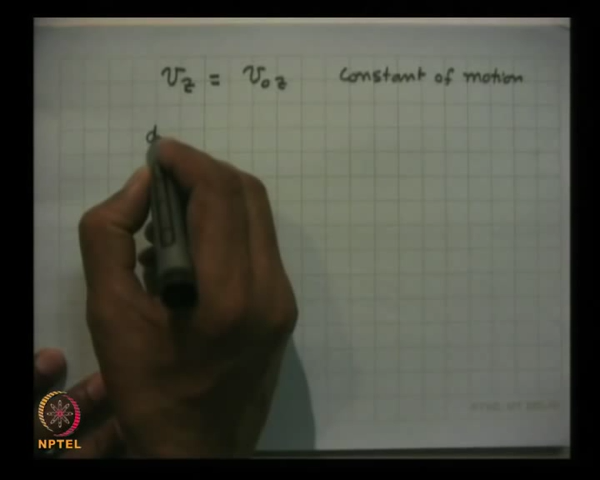 v_z = v_0z    Constant of motion
d
NPTEL